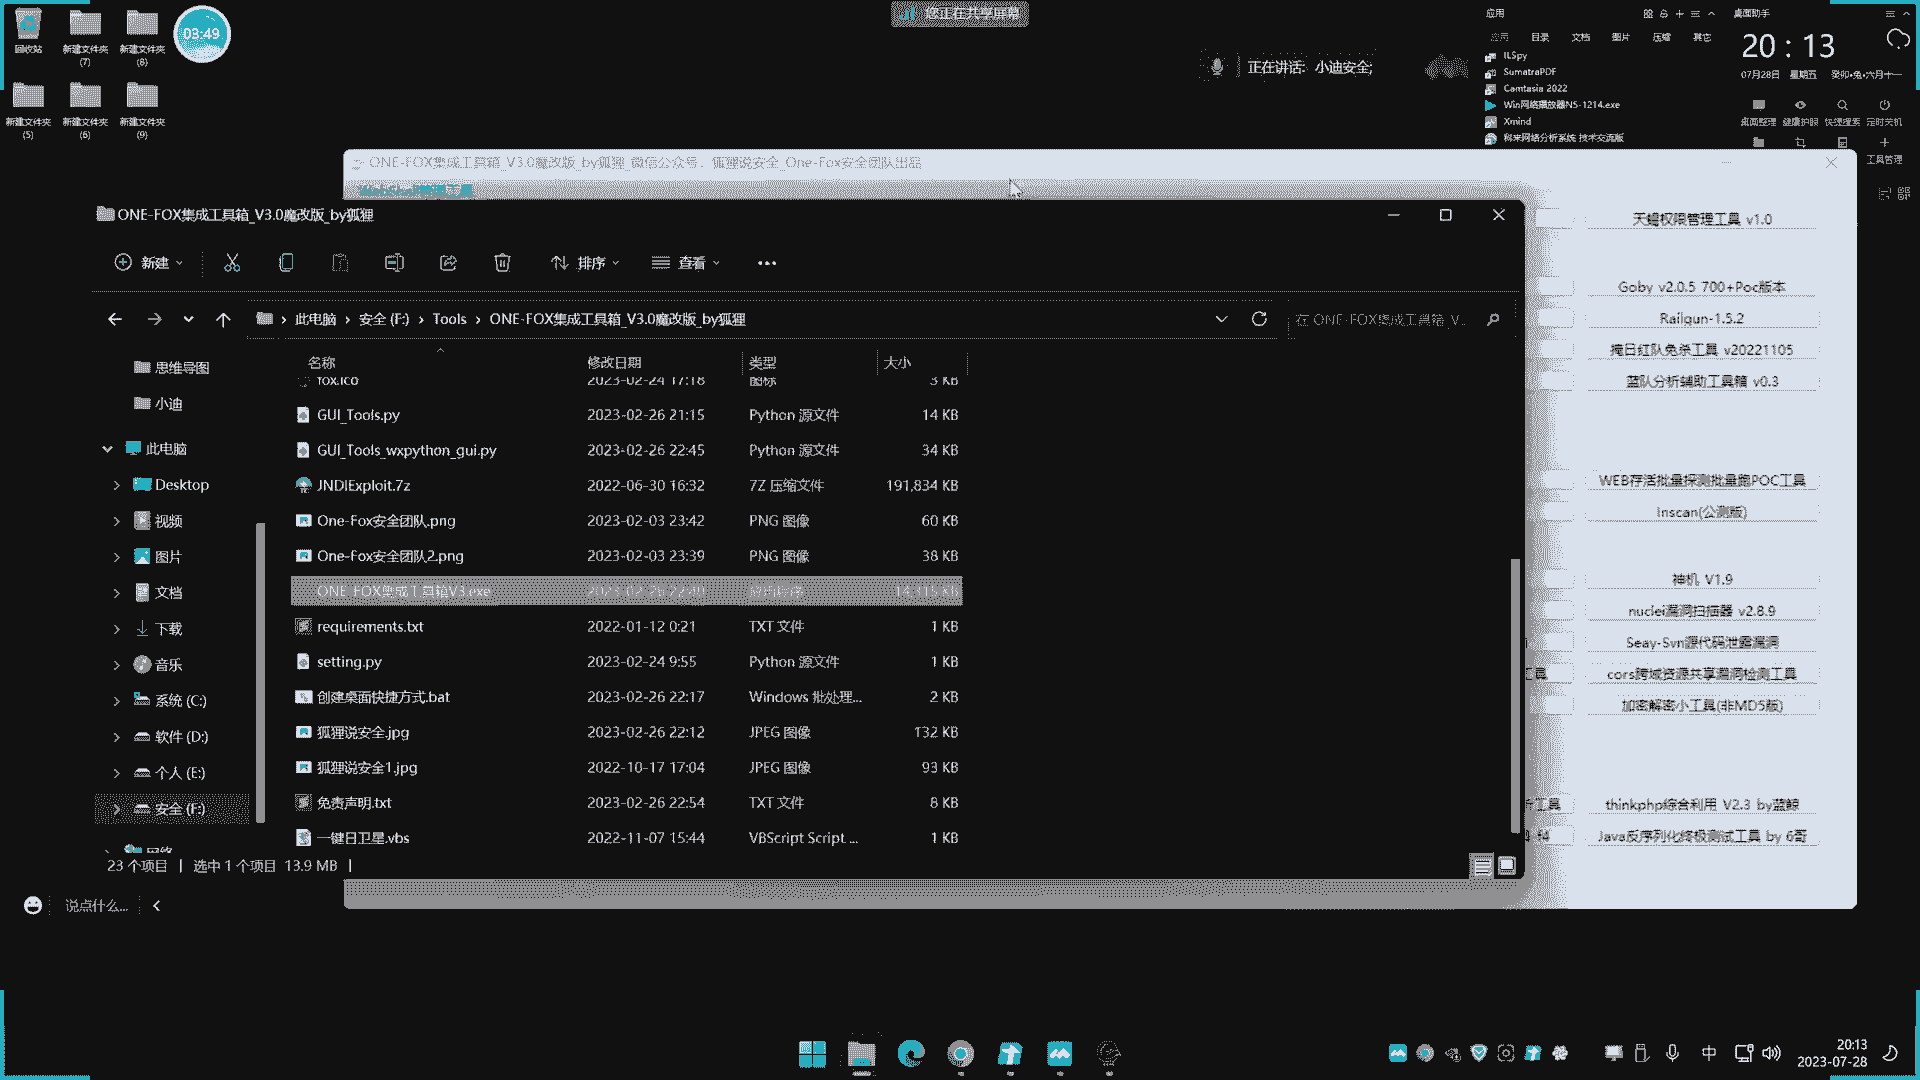 回收站
新建文件夹 (7)
新建文件夹 (8)
03:49
新建文件夹 (5)
新建文件夹 (6)
新建文件夹 (9)
您正在共享屏幕
正在讲话: 小迪安全;
应用
桌面助手
应用 目录 文档 图片 压缩 其它
ILSpy
SumatraPDF
Camtasia 2022
Win网络播放器NS-1214.exe
Xmind
科来网络分析系统 技术交流版
20 : 13
07月28日 星期五 癸卯•兔•六月十一
桌面整理 健康护眼 快捷搜索 定时关机
工具管理
ONE-FOX集成工具箱_V3.0魔改版_by狐狸_微信公众号：狐狸说安全_One-Fox安全团队出品
ONE-FOX集成工具箱_V3.0魔改版_by狐狸
新建 排序 查看
此电脑 › 安全 (F:) › Tools › ONE-FOX集成工具箱_V3.0魔改版_by狐狸
在 ONE-FOX集成工具箱_V...
思维导图
小迪
此电脑
Desktop
视频
图片
文档
下载
音乐
系统 (C:)
软件 (D:)
个人 (E:)
安全 (F:)
网络
名称 修改日期 类型 大小
fox.ico 2023-02-24 17:18 图标 3 KB
GUI_Tools.py 2023-02-26 21:15 Python 源文件 14 KB
GUI_Tools_wxpython_gui.py 2023-02-26 22:45 Python 源文件 34 KB
JNDIExploit.7z 2022-06-30 16:32 7Z 压缩文件 191,834 KB
One-Fox安全团队.png 2023-02-03 23:42 PNG 图像 60 KB
One-Fox安全团队2.png 2023-02-03 23:39 PNG 图像 38 KB
ONE-FOX集成工具箱V3.exe 应用程序 14,315 KB
requirements.txt 2022-01-12 0:21 TXT 文件 1 KB
setting.py 2023-02-24 9:55 Python 源文件 1 KB
创建桌面快捷方式.bat 2023-02-26 22:17 Windows 批处理... 2 KB
狐狸说安全.jpg 2023-02-26 22:12 JPEG 图像 132 KB
狐狸说安全1.jpg 2022-10-17 17:04 JPEG 图像 93 KB
免责声明.txt 2023-02-26 22:54 TXT 文件 8 KB
一键日卫星.vbs 2022-11-07 15:44 VBScript Script ... 1 KB
23 个项目 | 选中 1 个项目 13.9 MB |
天蝎权限管理工具 v1.0
Goby v2.0.5 700+Poc版本
Railgun-1.5.2
掩日红队免杀工具 v20221105
蓝队分析辅助工具箱 v0.3
WEB存活批量探测批量跑POC工具
Inscan(公测版)
神机 V1.9
nuclei漏洞扫描器 v2.8.9
Seay-Svn源代码泄露漏洞
cors跨域资源共享漏洞检测工具
加密解密小工具(非MD5版)
thinkphp综合利用 V2.3 by蓝鲸
Java反序列化终极测试工具 by 6哥
说点什么...
中
20:13
2023-07-28